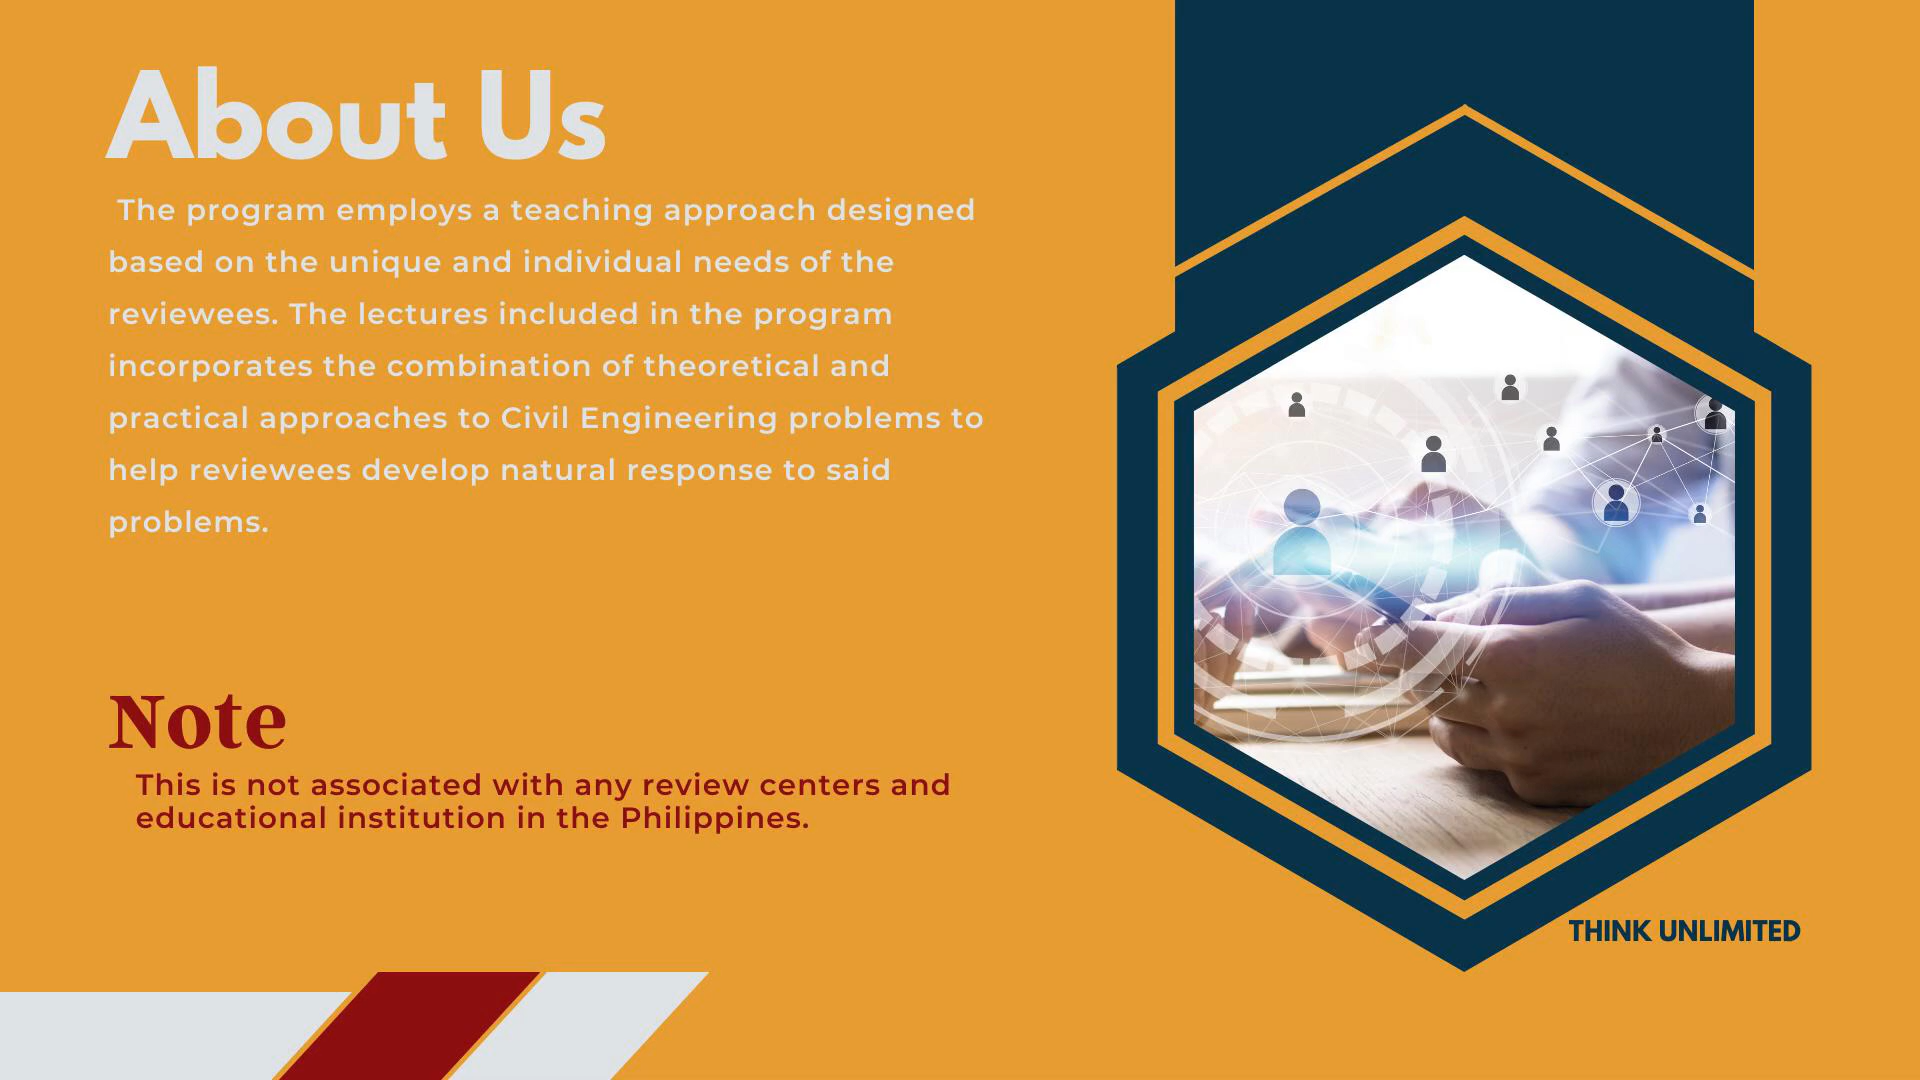 About Us
The program employs a teaching approach designed
based on the unique and individual needs of the
reviewees. The lectures included in the program
incorporates the combination of theoretical and
practical approaches to Civil Engineering problems to
help reviewees develop natural response to said
problems.
Note
This is not associated with any review centers and
educational institution in the Philippines.
THINK UNLIMITED